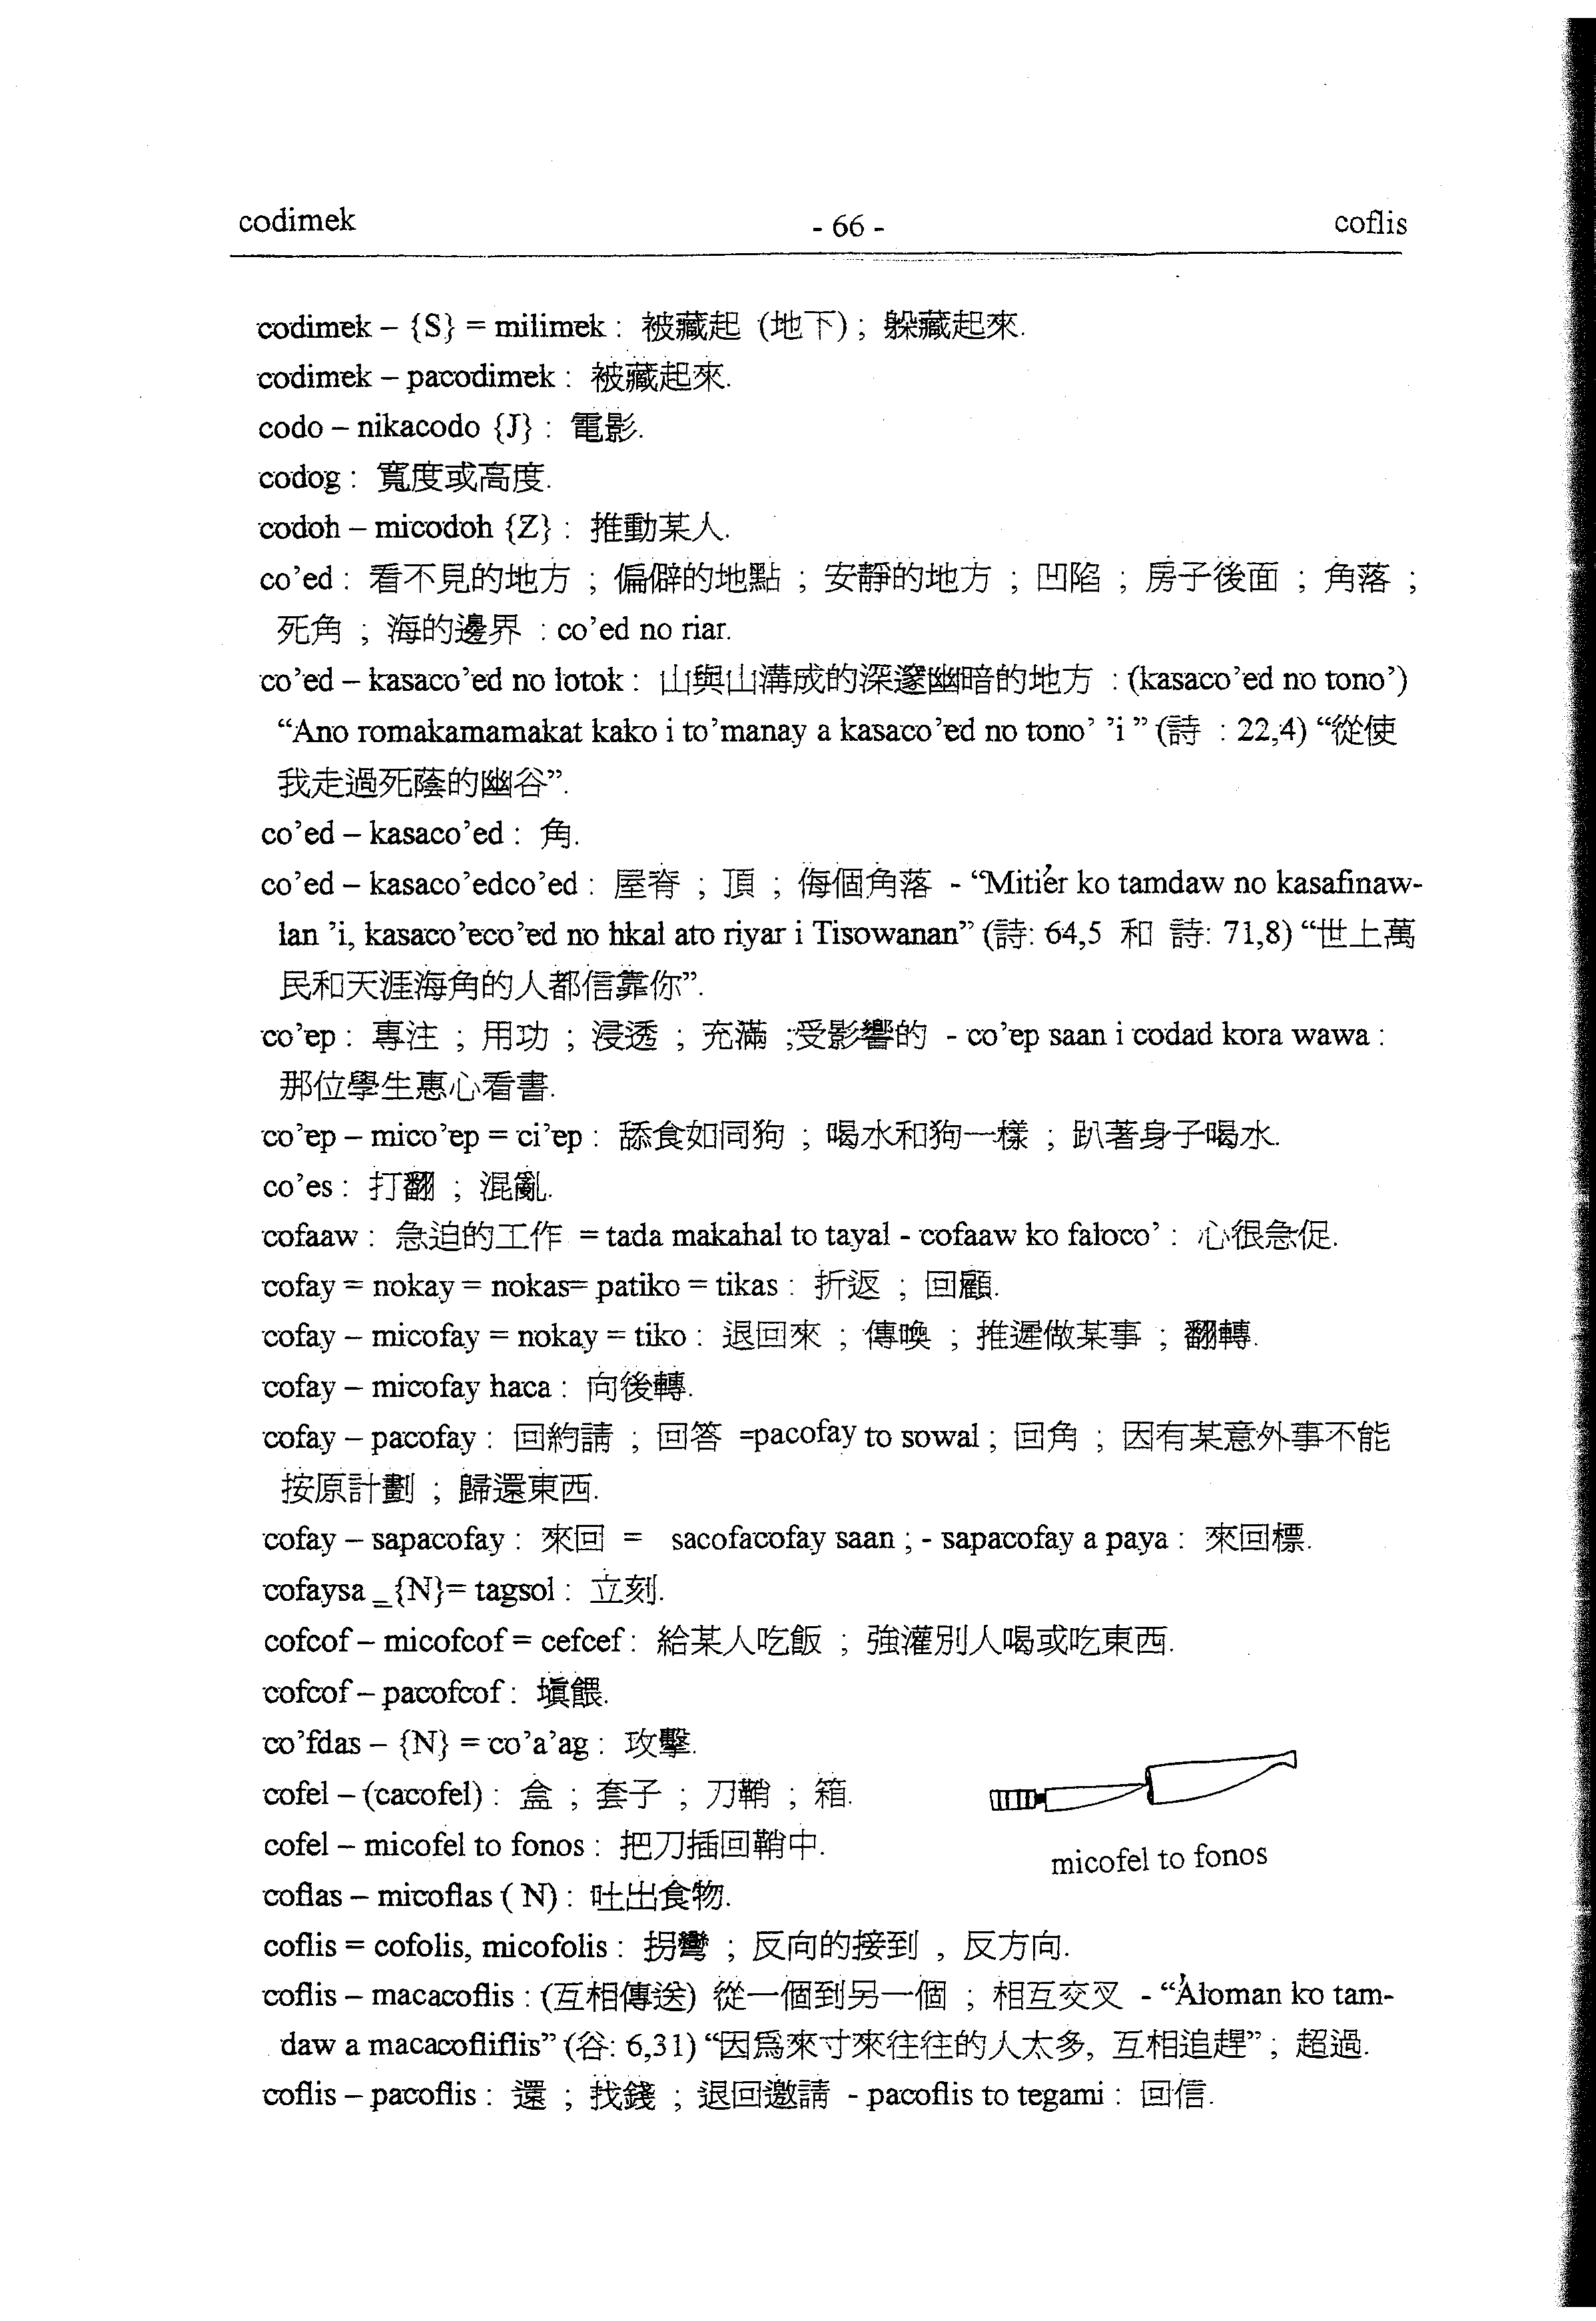 codimek - 66 - coflis
codimek – {S} = milimek : 被藏起 (地下) ; 躲藏起來.
codimek – pacodimek : 被藏起來.
codo – nikacodo {J} : 電影.
codog : 寬度或高度.
codoh – micodoh {Z} : 推動某人.
co’ed : 看不見的地方 ; 偏僻的地點 ; 安靜的地方 ; 凹陷 ; 房子後面 ; 角落 ;
死角 ; 海的邊界 : co’ed no riar.
co’ed – kasaco’ed no lotok : 山與山溝成的深邃幽暗的地方 : (kasaco’ed no tono’)
“Ano romakamamakat kako i to’manay a kasaco’ed no tono’ ’i ” (詩 : 22,4) “從使
我走過死蔭的幽谷”.
co’ed – kasaco’ed : 角.
co’ed – kasaco’edco’ed : 屋脊 ; 頂 ; 侮個角落 - “Mitiẻr ko tamdaw no kasafinaw-
lan ’i, kasaco’eco’ed no hkal ato riyar i Tisowanan” (詩: 64,5 和 詩: 71,8) “世上萬
民和天涯海角的人都信靠你”.
co’ep : 專注 ; 用功 ; 浸透 ; 充滿 ;受影響的 - co’ep saan i codad kora wawa :
那位學生惠心看書.
co’ep – mico’ep = ci’ep : 舔食如同狗 ; 喝水和狗一樣 ; 趴著身子喝水.
co’es : 打翻 ; 混亂.
cofaaw : 急迫的工作 = tada makahal to tayal - cofaaw ko faloco’ : 心很急促.
cofay = nokay = nokas= patiko = tikas : 折返 ; 回顧.
cofay – micofay = nokay = tiko : 退回來 ; 傳喚 ; 推遲做某事 ; 翻轉.
cofay – micofay haca : 向後轉.
cofay – pacofay : 回約請 ; 回答 =pacofay to sowal ; 回角 ; 因有某意外事不能
按原計劃 ; 歸還東西.
cofay – sapacofay : 來回 = sacofacofay saan ; - sapacofay a paya : 來回標.
cofaysa _{N}= tagsol : 立刻.
cofcof – micofcof = cefcef : 給某人吃飯 ; 強灌別人喝或吃東西.
cofcof – pacofcof : 填餵.
co’fdas – {N} = co’a’ag : 攻擊.
cofel – (cacofel) : 盒 ; 套子 ; 刀鞘 ; 箱.
cofel – micofel to fonos : 把刀插回鞘中.
micofel to fonos
coflas – micoflas ( N) : 吐出食物.
coflis = cofolis, micofolis : 拐彎 ; 反向的接到 , 反方向.
coflis – macacoflis : (互相傳送) 從一個到另一個 ; 相互交叉 - “Ảloman ko tam-
daw a macacofliflis” (谷: 6,31) “因為來寸來往往的人太多, 互相追趕” ; 超過.
coflis – pacoflis : 還 ; 找錢 ; 退回邀請 - pacoflis to tegami : 回信.